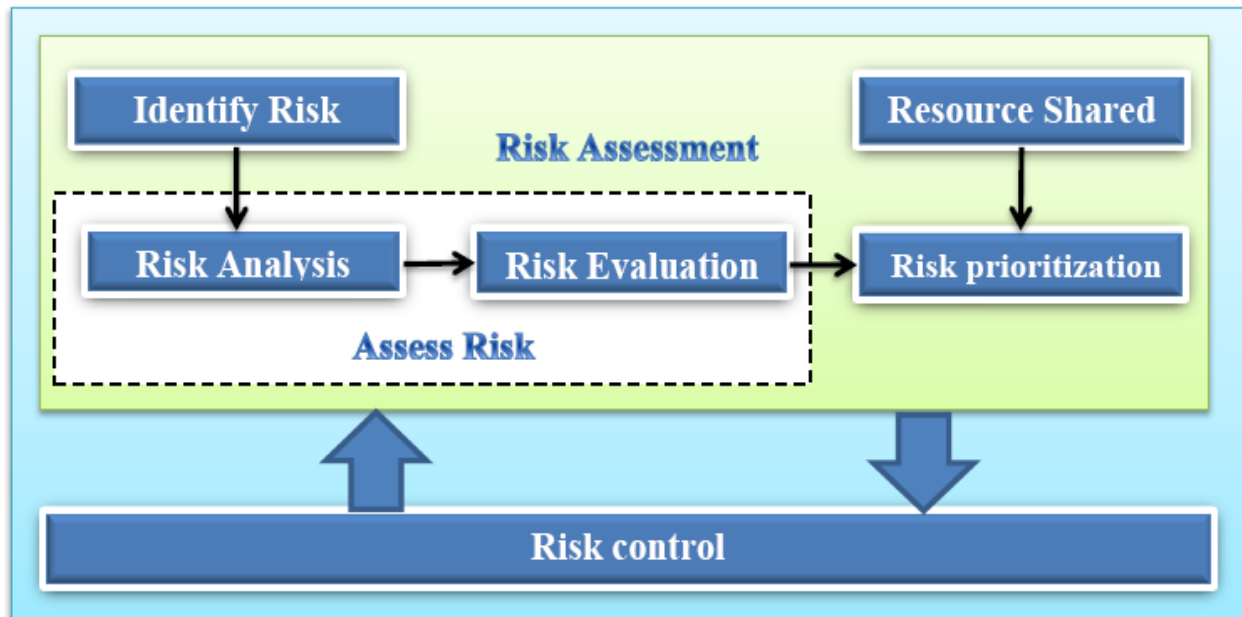 Identify Risk
Resource Shared
Risk Assessment
Risk Analysis
Risk Evaluation
Risk prioritization
Assess Risk
Risk control